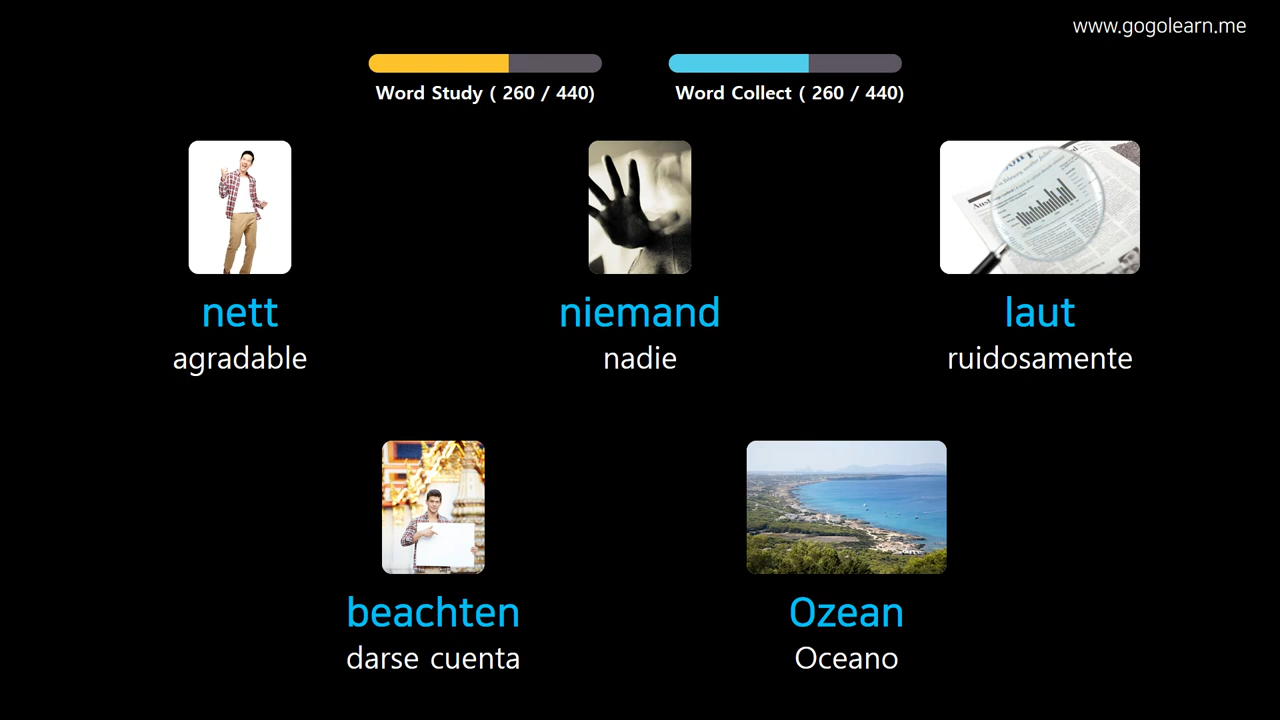 www.gogolearn.me
Word Study ( 260 / 440)
Word Collect ( 260 / 440)
nett
agradable
niemand
nadie
laut
ruidosamente
beachten
darse cuenta
Ozean
Oceano